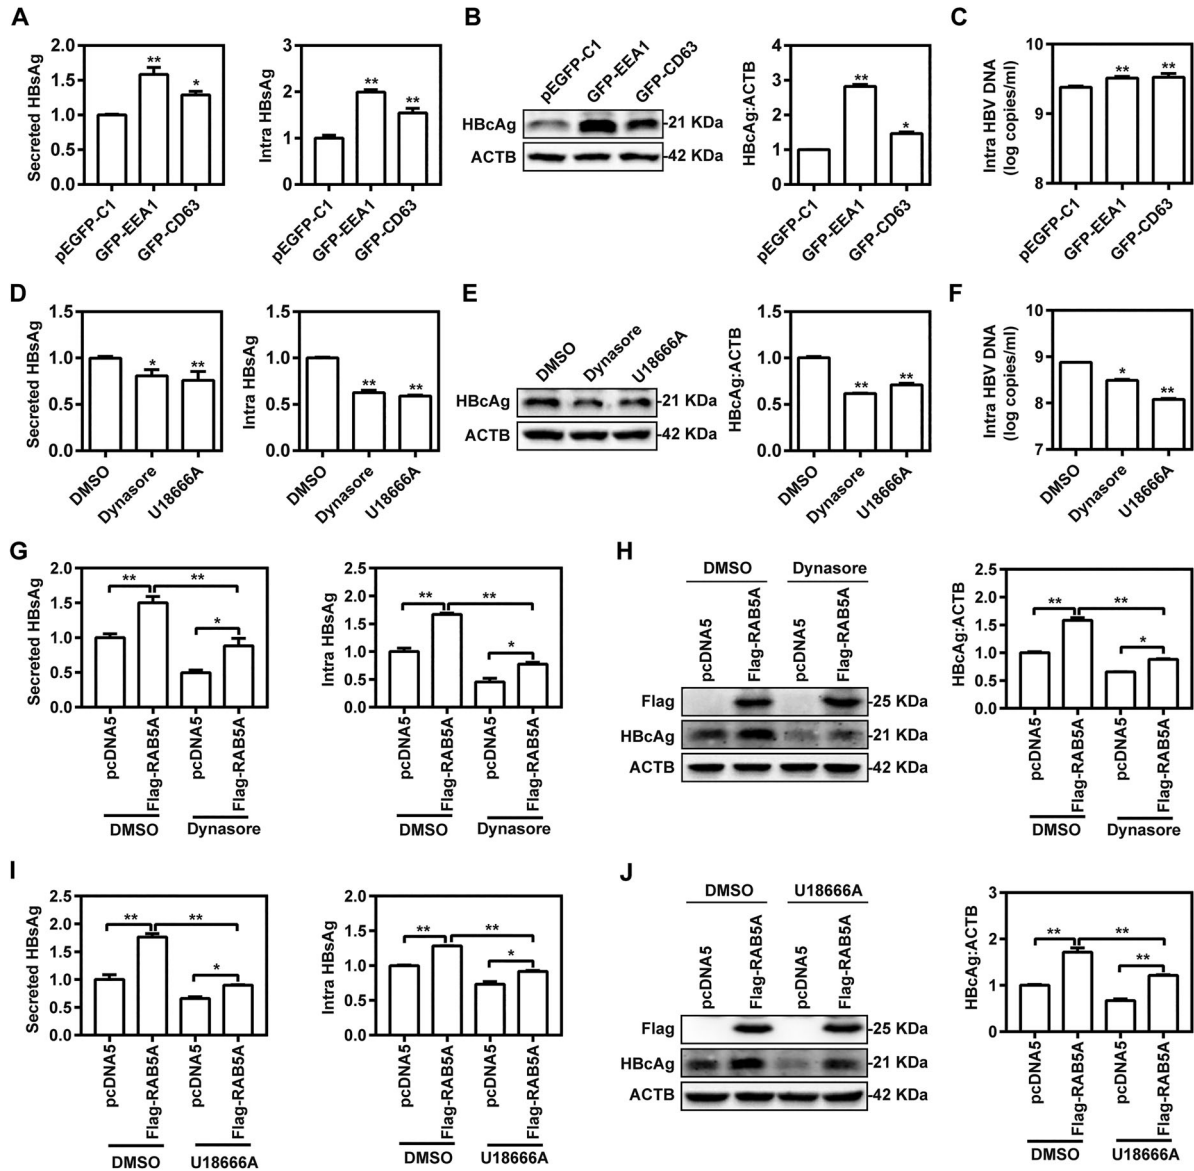 A
Secreted HBsAg
2.0
1.5
1.0
0.5
0.0
**
*
pEGFP-C1
GFP-EEA1
GFP-CD63
Intra HBsAg
3
2
1
0
**
**
pEGFP-C1
GFP-EEA1
GFP-CD63
B
pEGFP-C1
GFP-EEA1
GFP-CD63
HBcAg -21 KDa
ACTB -42 KDa
HBcAg:ACTB
4
3
2
1
0
**
*
pEGFP-C1
GFP-EEA1
GFP-CD63
C
Intra HBV DNA
(log copies/ml)
10
9
8
**
**
pEGFP-C1
GFP-EEA1
GFP-CD63
D
Secreted HBsAg
1.5
1.0
0.5
0.0
*
**
DMSO
Dynasore
U18666A
Intra HBsAg
1.5
1.0
0.5
0.0
**
**
DMSO
Dynasore
U18666A
E
DMSO
Dynasore
U18666A
HBcAg -21 KDa
ACTB -42 KDa
HBcAg:ACTB
1.5
1.0
0.5
0.0
**
**
DMSO
Dynasore
U18666A
F
Intra HBV DNA
(log copies/ml)
10
9
8
7
*
**
DMSO
Dynasore
U18666A
G
Secreted HBsAg
2.0
1.5
1.0
0.5
0.0
** **
*
pcDNA5
Flag-RAB5A
pcDNA5
Flag-RAB5A
DMSO Dynasore
Intra HBsAg
2.5
2.0
1.5
1.0
0.5
0.0
** **
*
pcDNA5
Flag-RAB5A
pcDNA5
Flag-RAB5A
DMSO Dynasore
H
DMSO Dynasore
pcDNA5
Flag-RAB5A
pcDNA5
Flag-RAB5A
Flag -25 KDa
HBcAg -21 KDa
ACTB -42 KDa
HBcAg:ACTB
2.5
2.0
1.5
1.0
0.5
0.0
** **
*
pcDNA5
Flag-RAB5A
pcDNA5
Flag-RAB5A
DMSO Dynasore
I
Secreted HBsAg
2.5
2.0
1.5
1.0
0.5
0.0
** **
*
pcDNA5
Flag-RAB5A
pcDNA5
Flag-RAB5A
DMSO U18666A
Intra HBsAg
2.0
1.5
1.0
0.5
0.0
** **
*
pcDNA5
Flag-RAB5A
pcDNA5
Flag-RAB5A
DMSO U18666A
J
DMSO U18666A
pcDNA5
Flag-RAB5A
pcDNA5
Flag-RAB5A
Flag -25 KDa
HBcAg -21 KDa
ACTB -42 KDa
HBcAg:ACTB
3
2
1
0
** **
**
pcDNA5
Flag-RAB5A
pcDNA5
Flag-RAB5A
DMSO U18666A